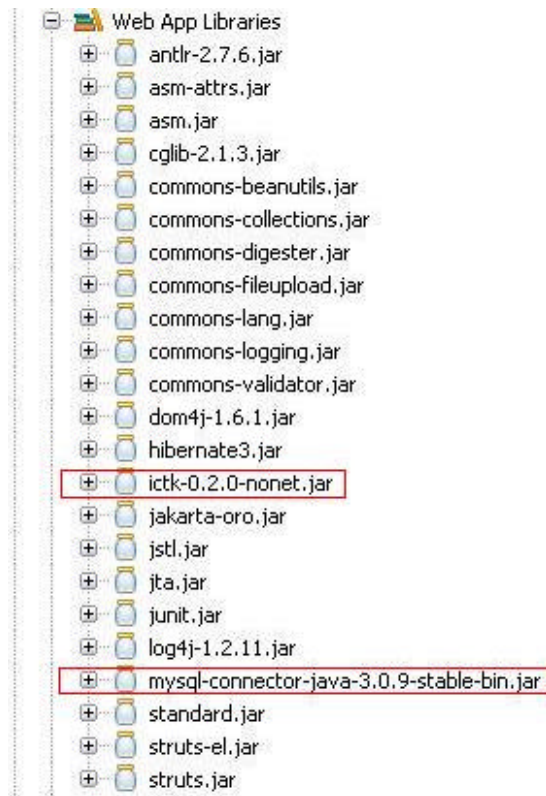 Web App Libraries
antlr-2.7.6.jar
asm-attrs.jar
asm.jar
cglib-2.1.3.jar
commons-beanutils.jar
commons-collections.jar
commons-digester.jar
commons-fileupload.jar
commons-lang.jar
commons-logging.jar
commons-validator.jar
dom4j-1.6.1.jar
hibernate3.jar
ictk-0.2.0-nonet.jar
jakarta-oro.jar
jstl.jar
jta.jar
junit.jar
log4j-1.2.11.jar
mysql-connector-java-3.0.9-stable-bin.jar
standard.jar
struts-el.jar
struts.jar